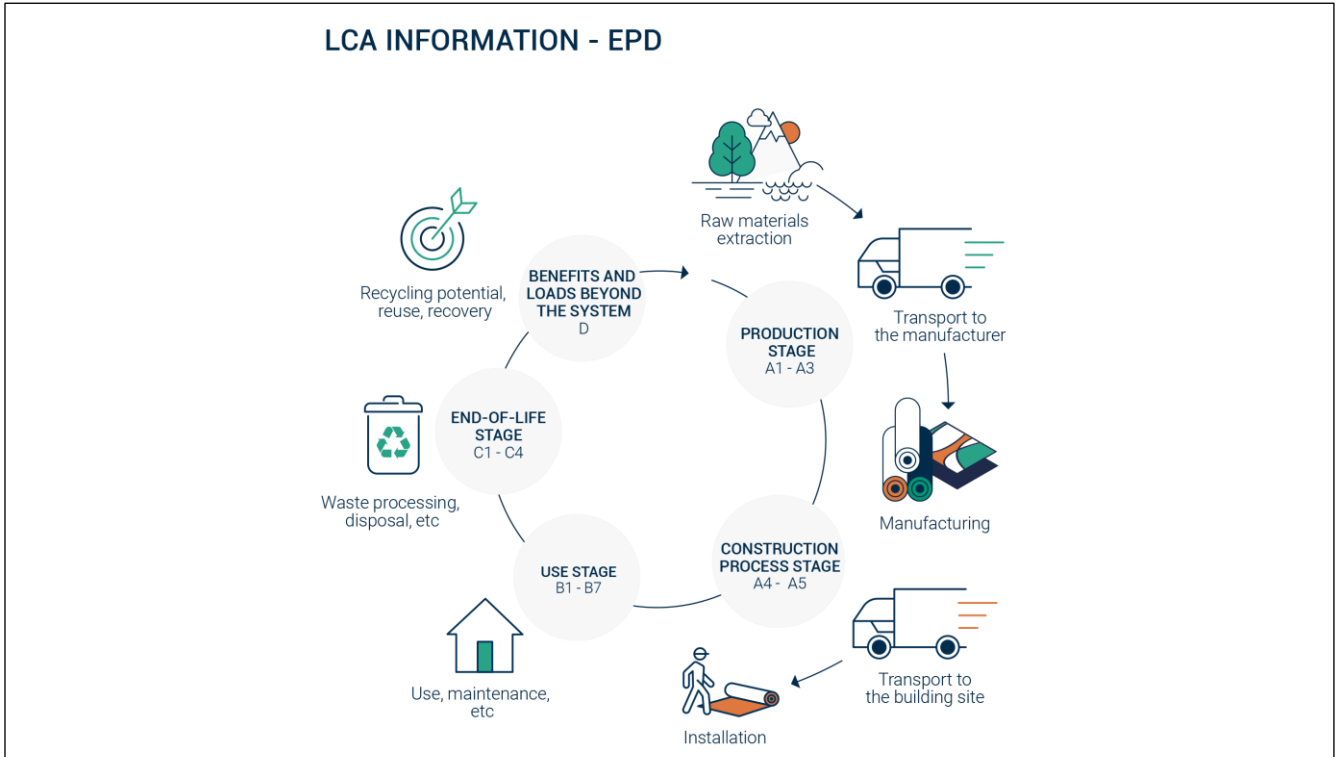 LCA INFORMATION - EPD
Raw materials
extraction
Transport to
the manufacturer
Manufacturing
Transport to
the building site
Installation
Use, maintenance,
etc
Waste processing,
disposal, etc
Recycling potential,
reuse, recovery
BENEFITS AND
LOADS BEYOND
THE SYSTEM
D
PRODUCTION
STAGE
A1 - A3
CONSTRUCTION
PROCESS STAGE
A4 - A5
USE STAGE
B1 - B7
END-OF-LIFE
STAGE
C1 - C4